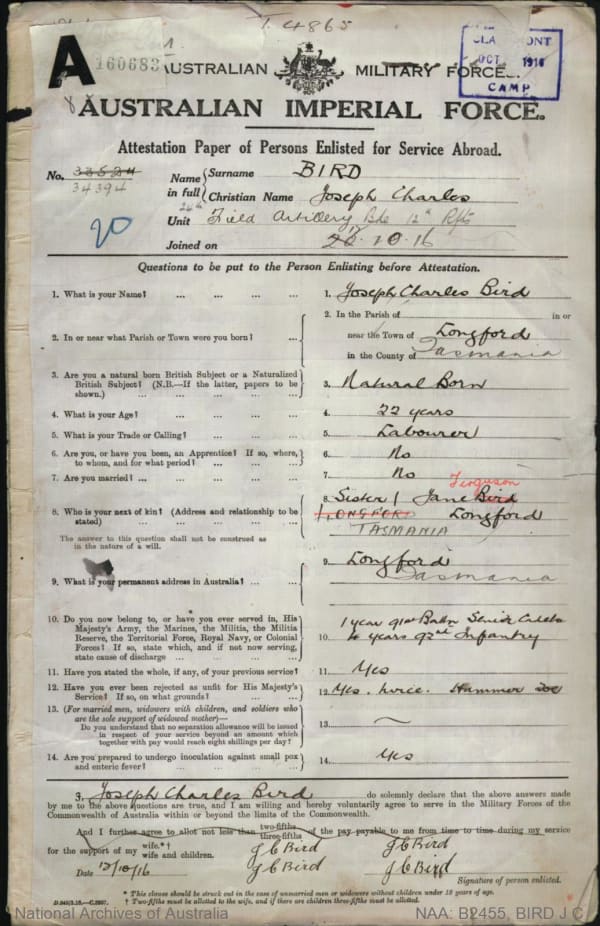 T. 4865
A 160683
AUSTRALIAN MILITARY FORCES.
CLAREMONT
OCT 1916
CAMP
AUSTRALIAN IMPERIAL FORCE.
Attestation Paper of Persons Enlisted for Service Abroad.
No. 33524
34394
20
Name in full
Surname BIRD
Christian Name Joseph Charles
Unit 24th Field Artillery Bde 12th Rfts
Joined on 10.16
Questions to be put to the Person Enlisting before Attestation.
1. What is your Name? ... ... ... ...
1. Joseph Charles Bird
2. In or near what Parish or Town were you born? ...
2. In the Parish of in or
near the Town of Longford
in the County of Tasmania
3. Are you a natural born British Subject or a Naturalized
British Subject? (N.B.—If the latter, papers to be
shown.) ... ... ... ...
3. Natural Born
4. What is your Age? ... ... ... ...
4. 22 years
5. What is your Trade or Calling? ... ... ...
5. Labourer
6. Are you, or have you been, an Apprentice? If so, where,
to whom, and for what period? ... ... ...
6. No
7. Are you married? ... ... ... ...
7. No
8. Who is your next of kin? (Address and relationship to be
stated) ... ... ... ...
The answer to this question shall not be construed as
in the nature of a will.
Ferguson
8. Sister / Jane Bird
LONGFORD Longford
TASMANIA
9. What is your permanent address in Australia? ... ...
9. Longford
Tasmania
10. Do you now belong to, or have you ever served in, His
Majesty's Army, the Marines, the Militia, the Militia
Reserve, the Territorial Force, Royal Navy, or Colonial
Forces? If so, state which, and if not now serving,
state cause of discharge ... ... ...
1 year 91st Battn Senior Cadets
10. 4 years 92nd Infantry
11. Have you stated the whole, if any, of your previous service?
11. Yes
12. Have you ever been rejected as unfit for His Majesty's
Service? If so, on what grounds? ... ...
12. Yes. twice. Hammer Toe
13. (For married men, widowers with children, and soldiers who
are the sole support of widowed mother)—
Do you understand that no separation allowance will be issued
in respect of your service beyond an amount which
together with pay would reach eight shillings per day?
13. ~
14. Are you prepared to undergo inoculation against small pox
and enteric fever? ... ... ... ...
14. Yes
I, Joseph Charles Bird do solemnly declare that the above answers made
by me to the above questions are true, and I am willing and hereby voluntarily agree to serve in the Military Forces of the
Commonwealth of Australia within or beyond the limits of the Commonwealth.
And I further agree to allot not less than two-fifths three-fifths of the pay payable to me from time to time during my service
for the support of my wife.*† wife and children.
J C Bird J C Bird
Date 12/10/16 J C Bird J C Bird
Signature of person enlisted.
* This clause should be struck out in the case of unmarried men or widowers without children under 18 years of age.
† Two-fifths must be allotted to the wife, and if there are children three-fifths must be allotted.
National Archives of Australia
NAA: B2455, BIRD J C